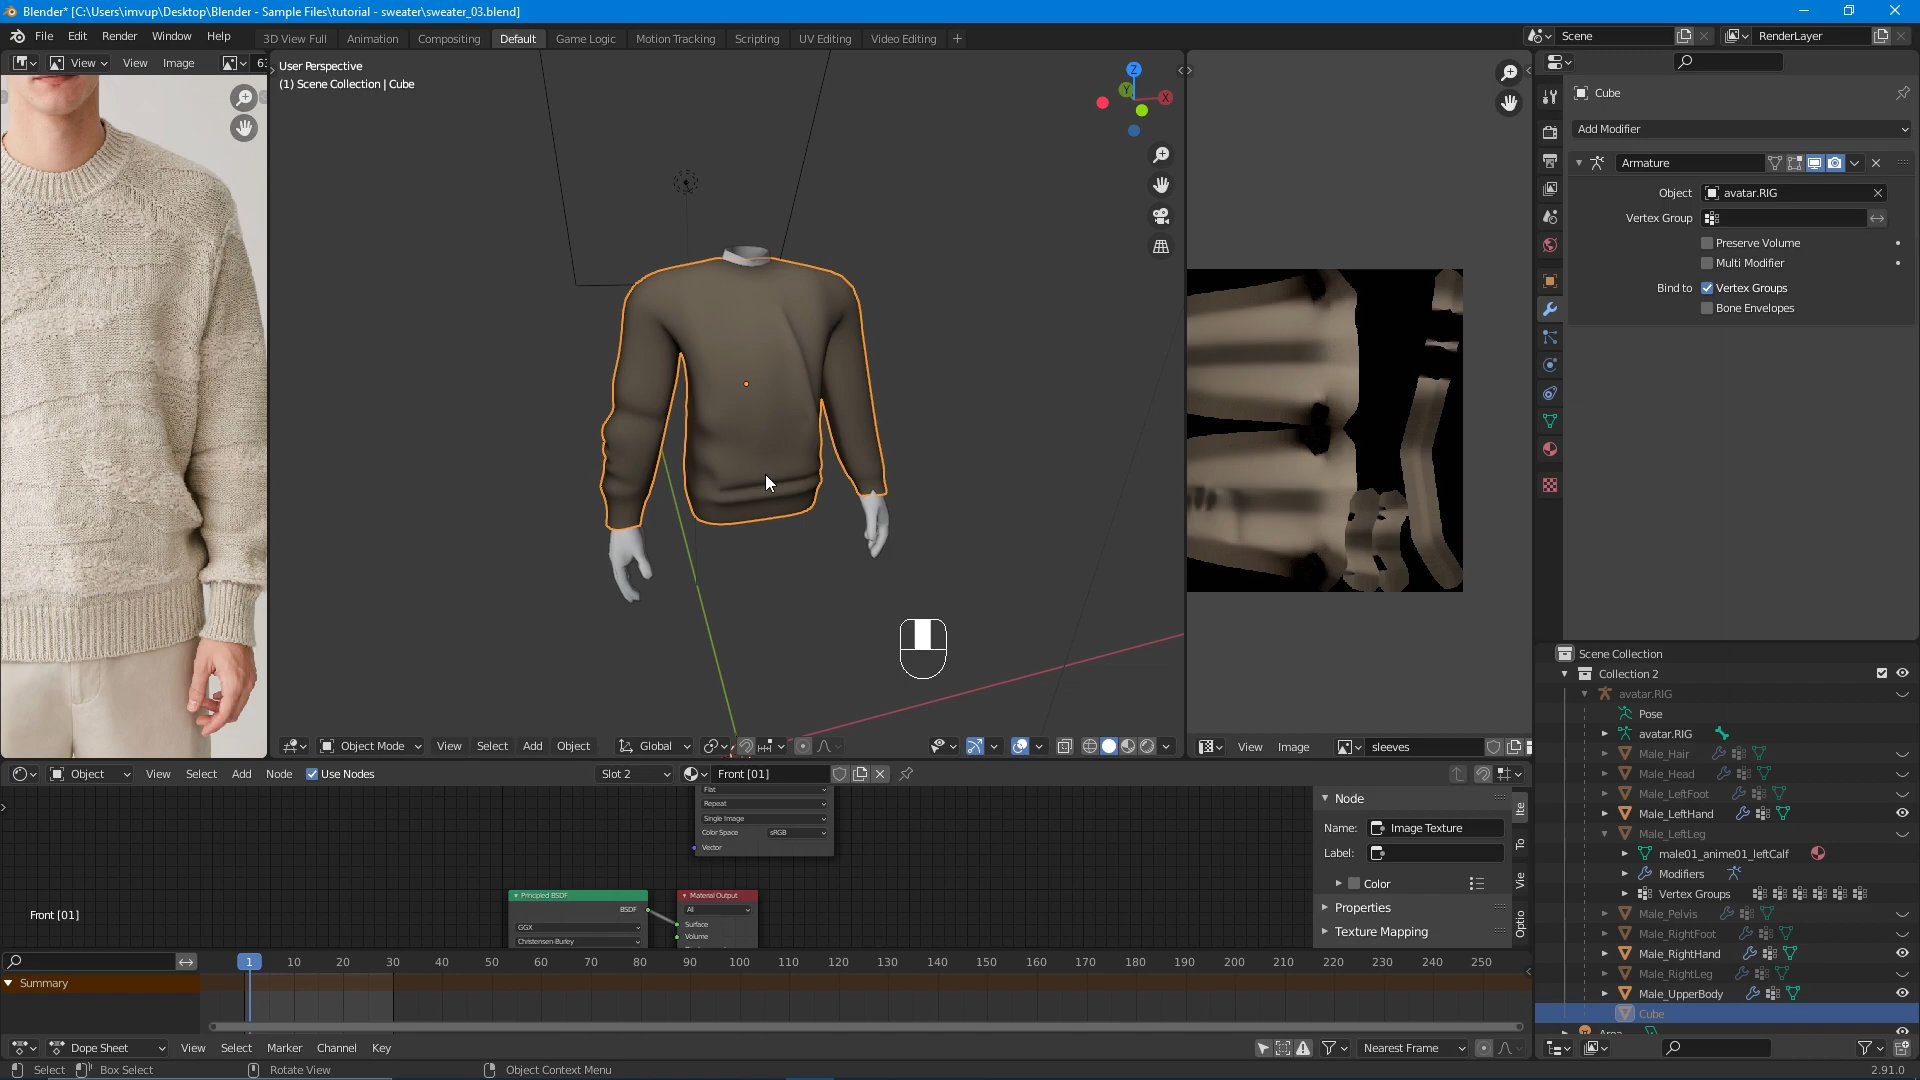 Blender* [C:\Users\imvup\Desktop\Blender - Sample Files\tutorial - sweater\sweater_03.blend]
File Edit Render Window Help 3D View Full Animation Compositing Default Game Logic Motion Tracking Scripting UV Editing Video Editing + Scene RenderLayer
View View Image 6
User Perspective
(1) Scene Collection | Cube
Z
Y
X
Cube
Add Modifier
Armature
Object avatar.RIG
Vertex Group
Preserve Volume
Multi Modifier
Bind to Vertex Groups
Bone Envelopes
Object Mode View Select Add Object Global
View Image sleeves
Scene Collection
Collection 2
avatar.RIG
Pose
avatar.RIG
Male_Hair
Male_Head
Male_LeftFoot
Male_LeftHand
Male_LeftLeg
male01_anime01_leftCalf
Modifiers
Vertex Groups
Male_Pelvis
Male_RightFoot
Male_RightHand
Male_RightLeg
Male_UpperBody
Cube
Object View Select Add Node Use Nodes Slot 2 Front [01]
Flat
Repeat
Single Image
Color Space sRGB
Vector
Principled BSDF
BSDF
GGX
Christensen-Burley
Material Output
All
Surface
Volume
Front [01]
Node
Name: Image Texture
Label:
Color
Properties
Texture Mapping
Ite
To
Vie
Optio
1 10 20 30 40 50 60 70 80 90 100 110 120 130 140 150 160 170 180 190 200 210 220 230 240 250
Summary
Dope Sheet View Select Marker Channel Key Nearest Frame
Select Box Select Rotate View Object Context Menu 2.91.0